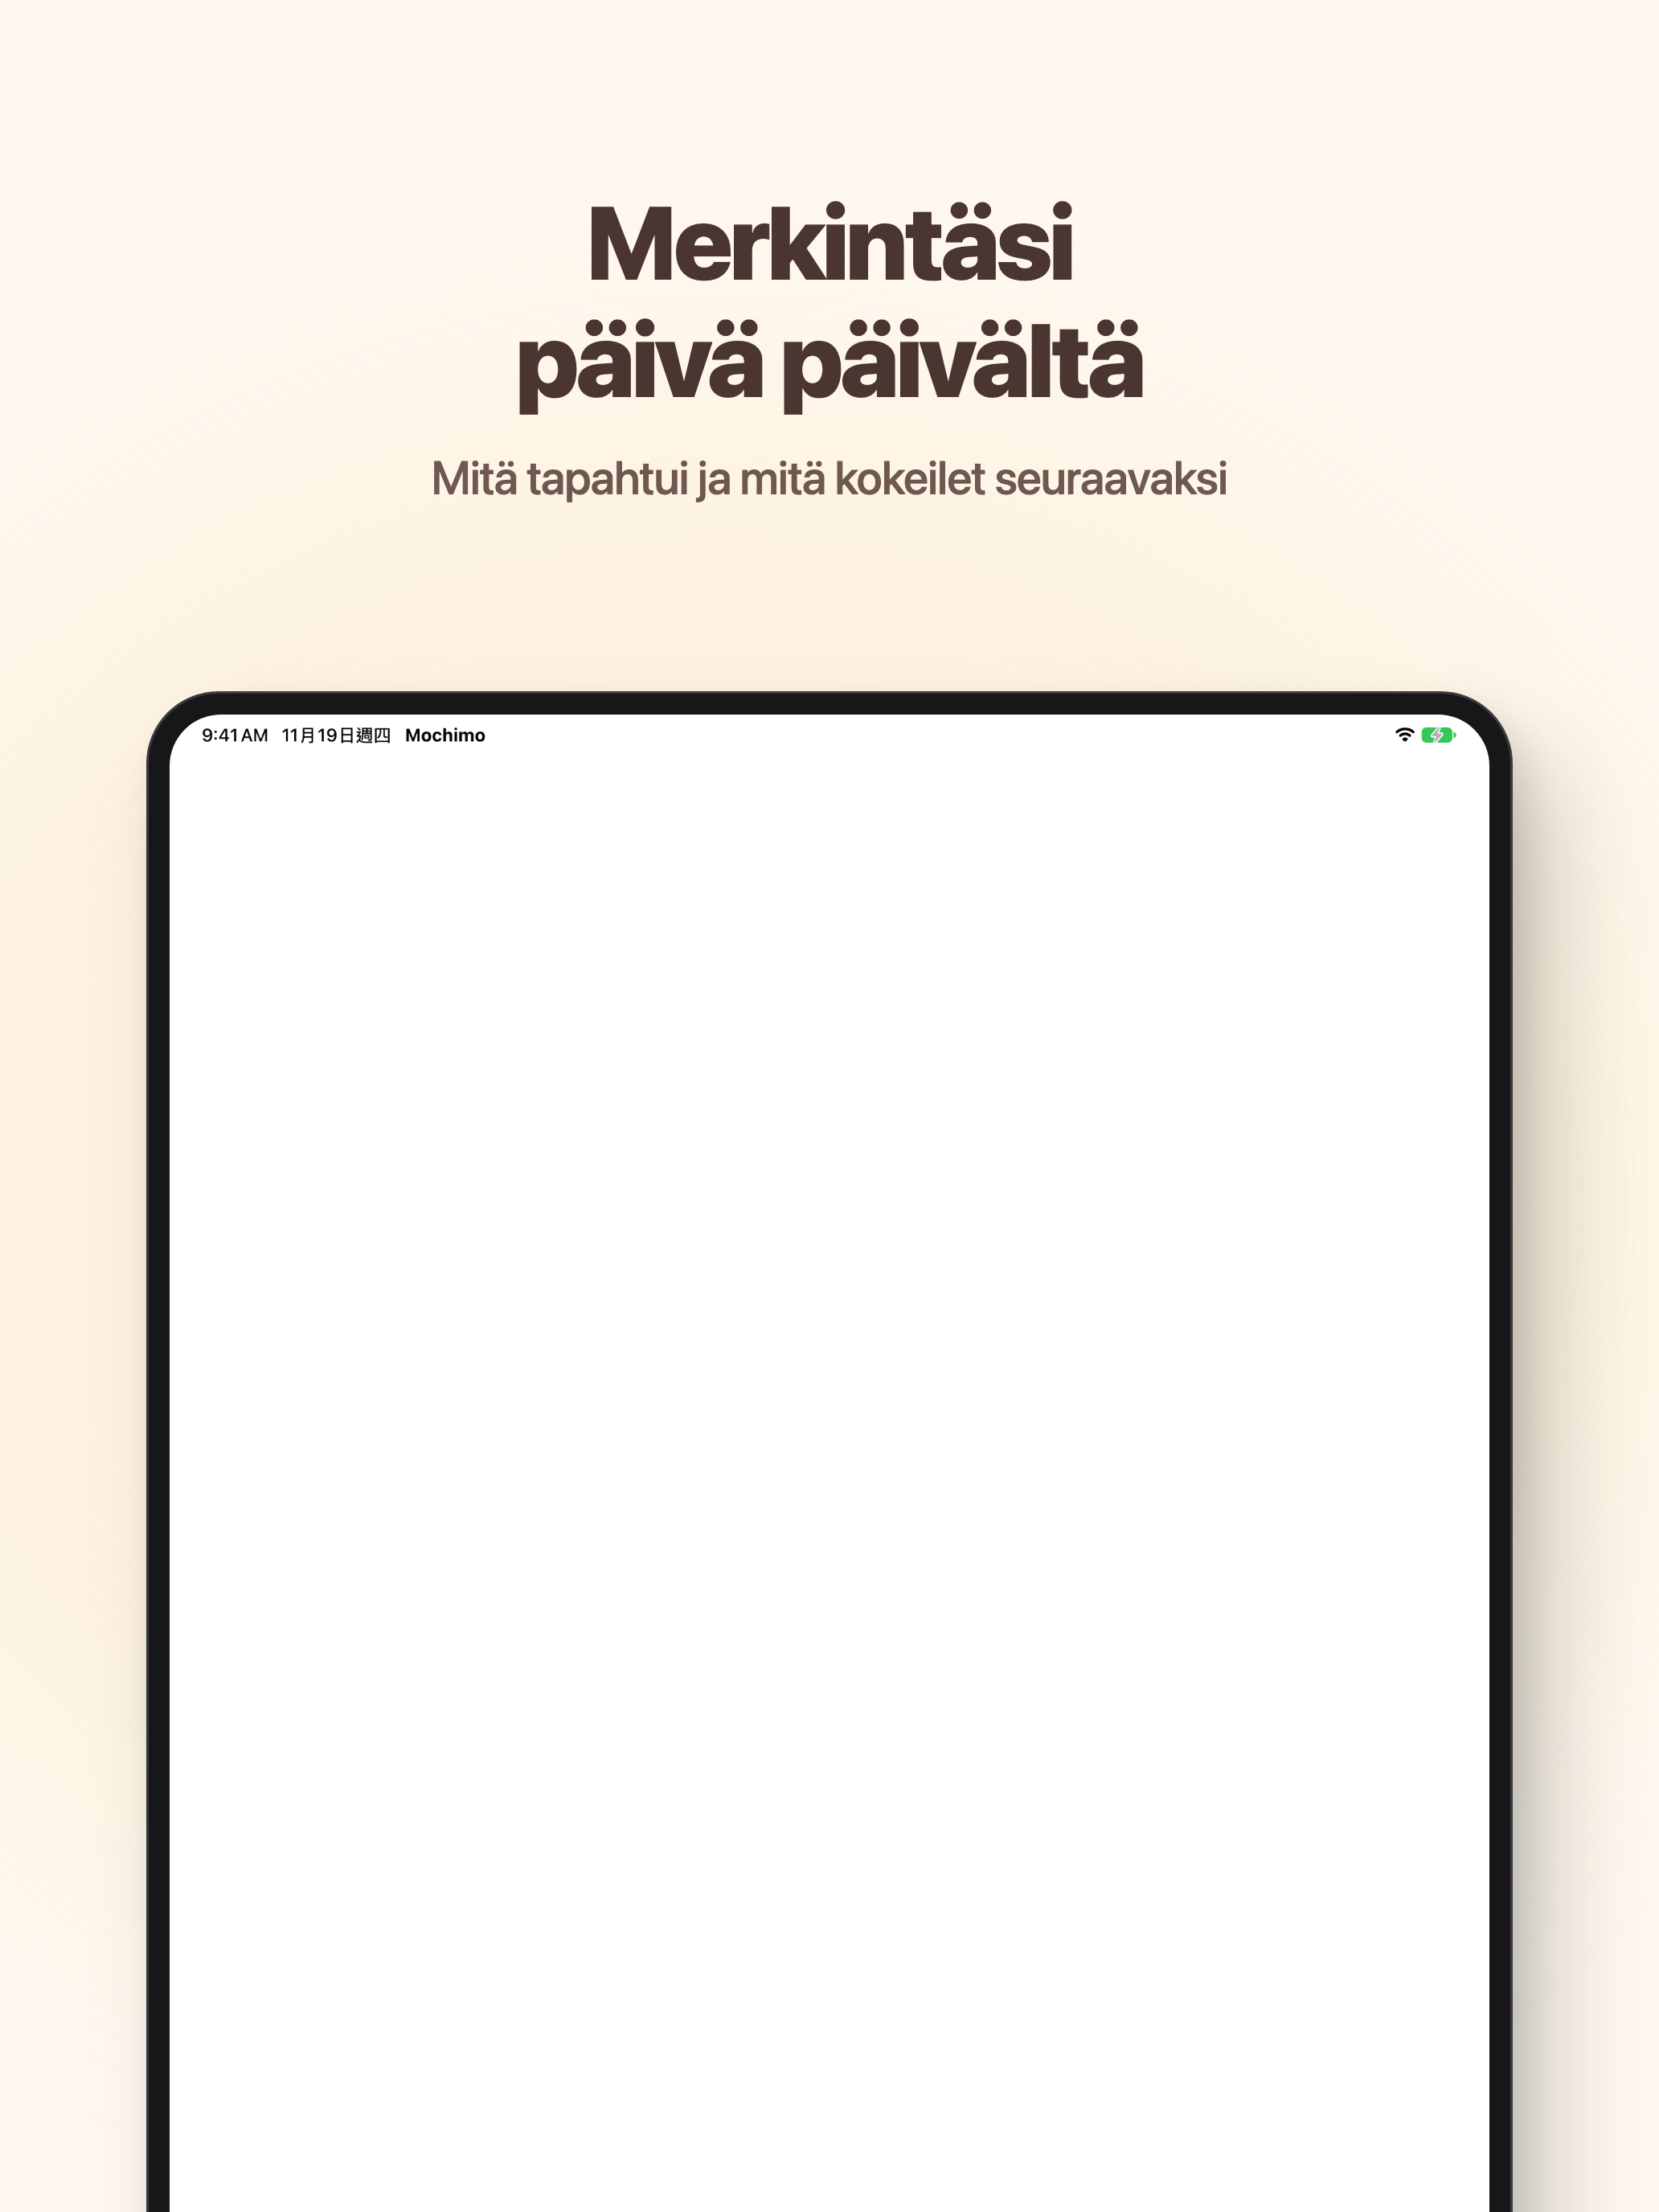 Merkintäsi
päivä päivältä
Mitä tapahtui ja mitä kokeilet seuraavaksi
9:41 AM 11月19日週四 Mochimo